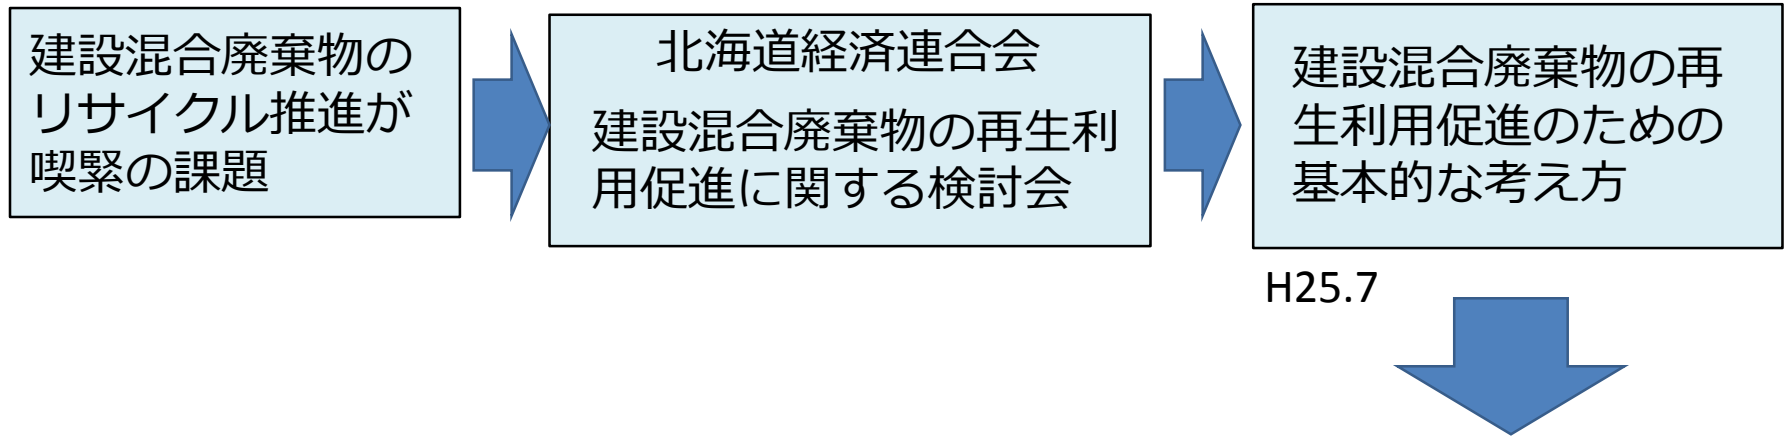 建設混合廃棄物の
リサイクル推進が
喫緊の課題
北海道経済連合会
建設混合廃棄物の再生利
用促進に関する検討会
建設混合廃棄物の再
生利用促進のための
基本的な考え方
H25.7